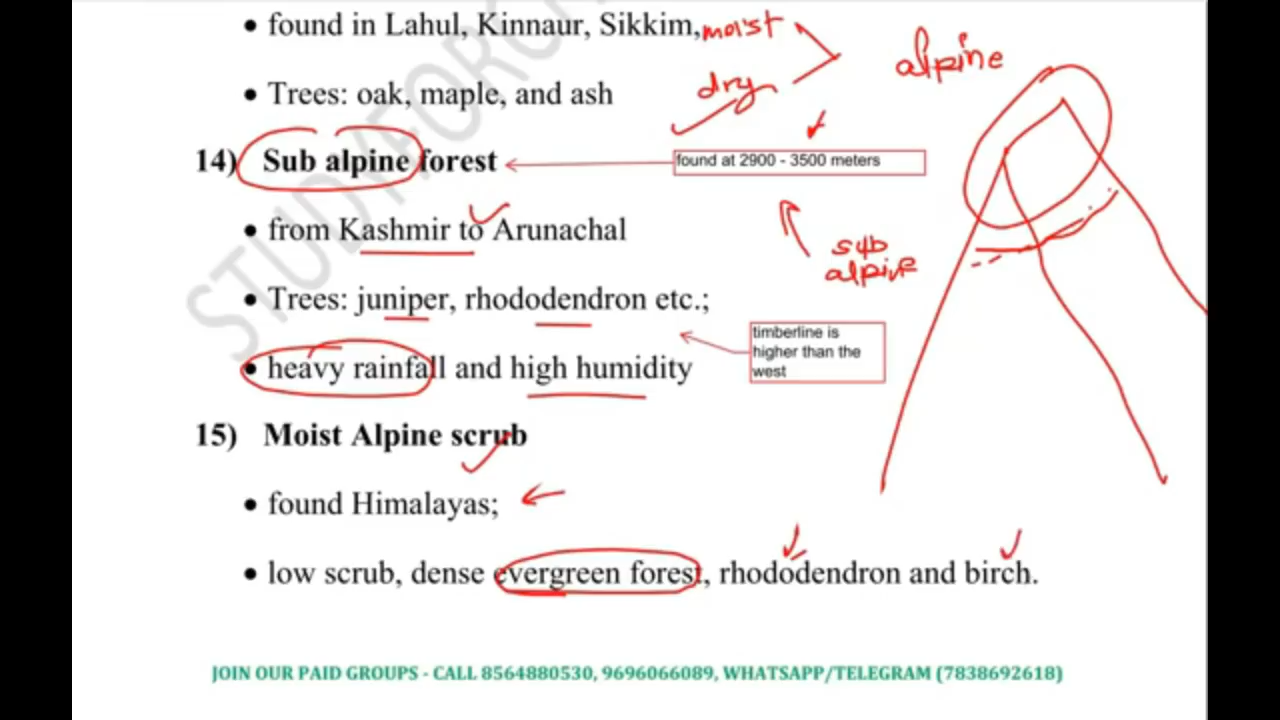 • found in Lahul, Kinnaur, Sikkim, moist
alpine
• Trees: oak, maple, and ash
dry
14) Sub alpine forest
found at 2900 - 3500 meters
• from Kashmir to Arunachal
sub
alpine
• Trees: juniper, rhododendron etc.;
timberline is
higher than the
west
• heavy rainfall and high humidity
15) Moist Alpine scrub
• found Himalayas;
• low scrub, dense evergreen forest, rhododendron and birch.
JOIN OUR PAID GROUPS - CALL 8564880530, 9696066089, WHATSAPP/TELEGRAM (7838692618)
STUDYFORC